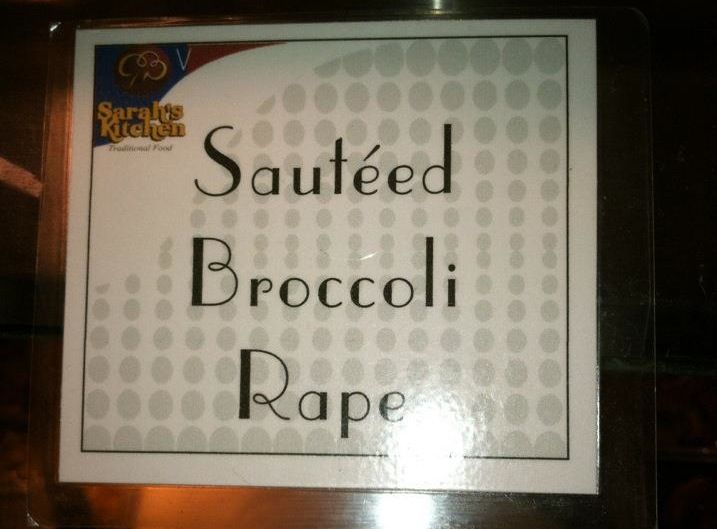 V
Sarah's
Kitchen
Traditional Food
Sautéed
Broccoli
Rape